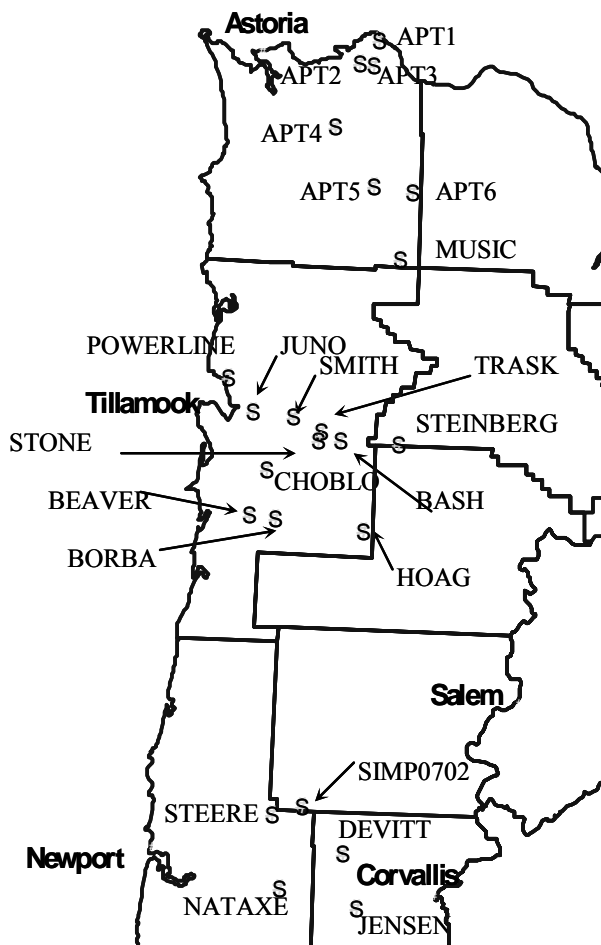 Astoria
APT1
S
APT2
S
S
APT3
APT4
S
APT5
S
S
APT6
S
MUSIC
POWERLINE
JUNO
SMITH
TRASK
S
Tillamook
S
S
S
STEINBERG
STONE
S
S
S
S
CHOBLO
BASH
BEAVER
S
S
BORBA
S
HOAG
Salem
SIMP0702
STEERE
S
S
DEVITT
Newport
S
Corvallis
NATAXE
S
S
JENSEN